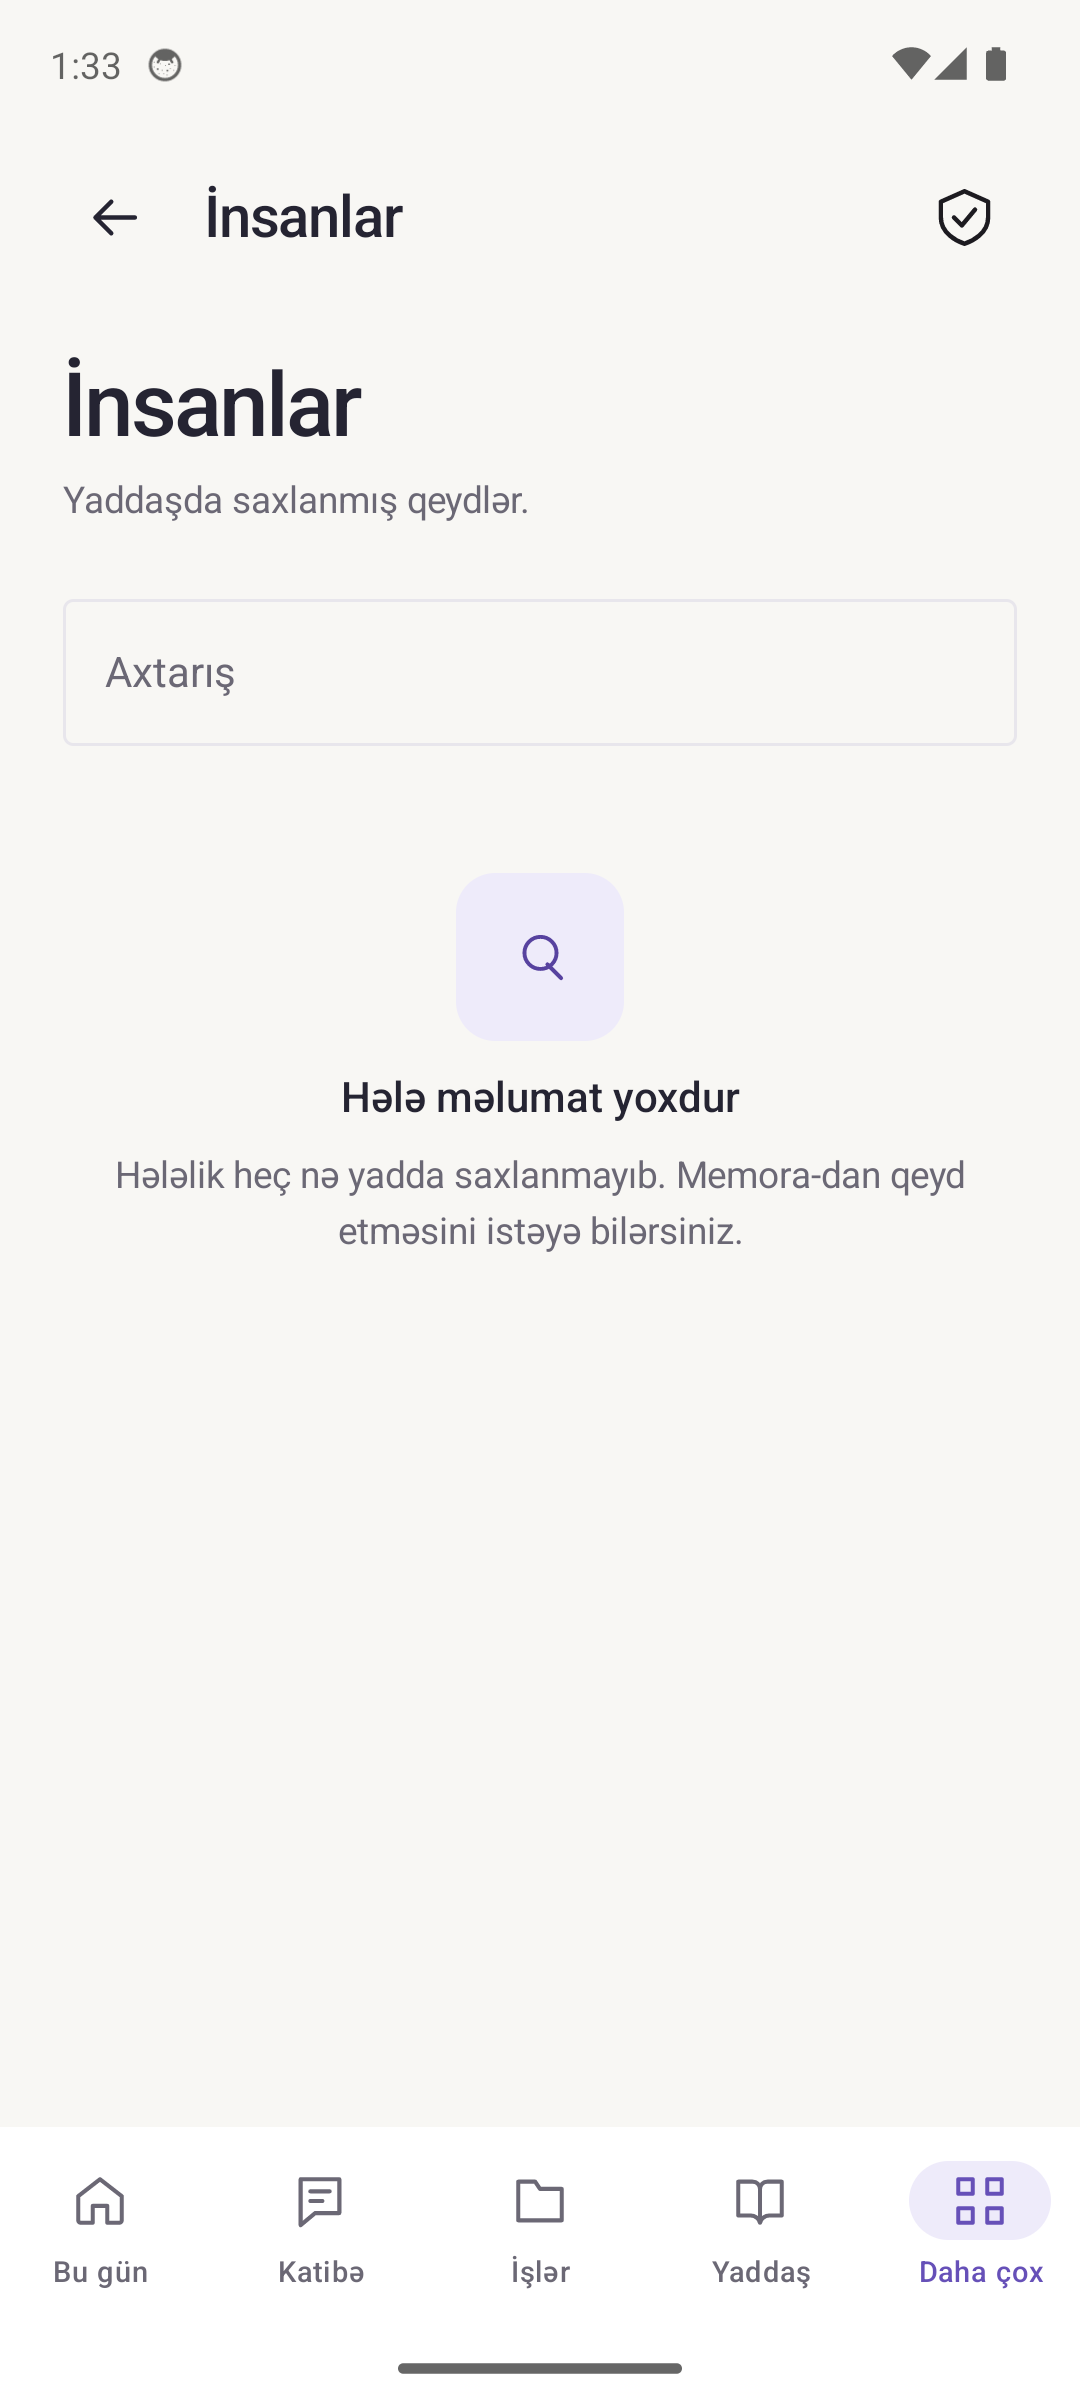 1:33
İnsanlar
İnsanlar
Yaddaşda saxlanmış qeydlər.
Axtarış
Hələ məlumat yoxdur
Hələlik heç nə yadda saxlanmayıb. Memora-dan qeyd
etməsini istəyə bilərsiniz.
Bu gün
Katibə
İşlər
Yaddaş
Daha çox